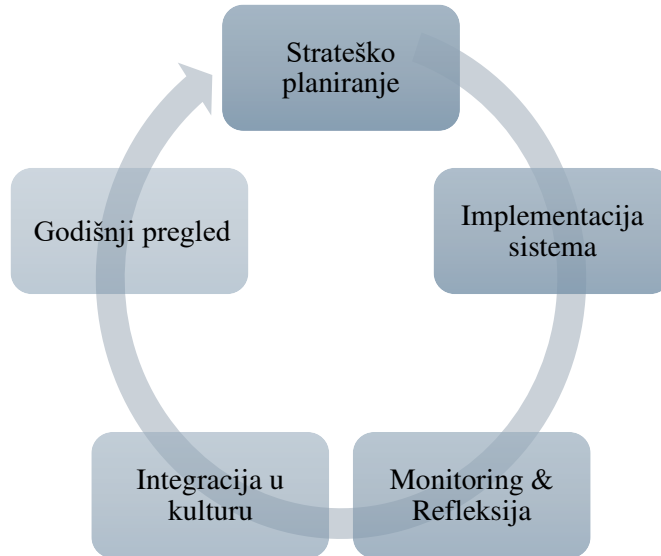 Strateško
planiranje
Implementacija
sistema
Monitoring &
Refleksija
Integracija u
kulturu
Godišnji pregled